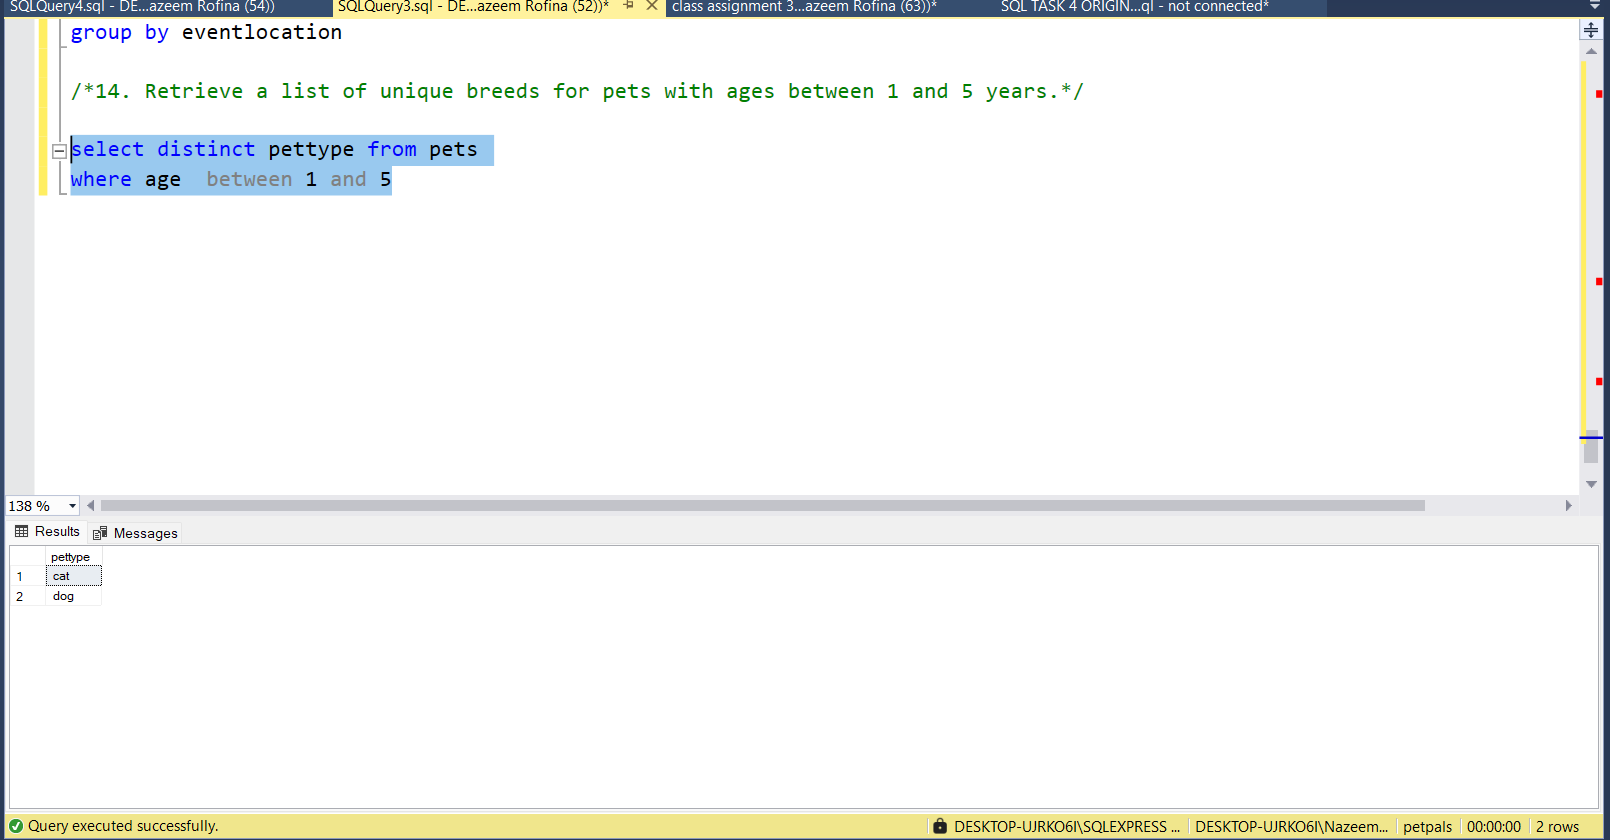 SQLQuery4.sql - DE...azeem Rofina (54)) SQLQuery3.sql - DE...azeem Rofina (52))* class assignment 3...azeem Rofina (63))* SQL TASK 4 ORIGIN...ql - not connected*
group by eventlocation
/*14. Retrieve a list of unique breeds for pets with ages between 1 and 5 years.*/
select distinct pettype from pets
where age  between 1 and 5
138 %
Results Messages
pettype
1 cat
2 dog
Query executed successfully. DESKTOP-UJRKO6I\SQLEXPRESS ... DESKTOP-UJRKO6I\Nazeem... petpals 00:00:00 2 rows